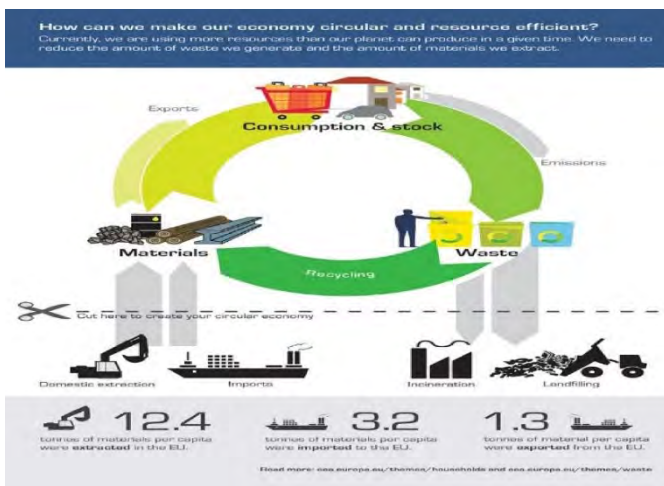 How can we make our economy circular and resource efficient?
Currently, we are using more resources than our planet can produce in a given time. We need to
reduce the amount of waste we generate and the amount of materials we extract.
Exports
Consumption & stock
Emissions
Materials
Waste
Recycling
Cut here to create your circular economy
Domestic extraction
Imports
Incineration
Landfilling
12.4
tonnes of materials per capita
were extracted in the EU.
3.2
tonnes of materials per capita
were imported to the EU.
1.3
tonnes of material per capita
were exported from the EU.
Read more: eea.europa.eu/themes/households and eea.europa.eu/themes/waste